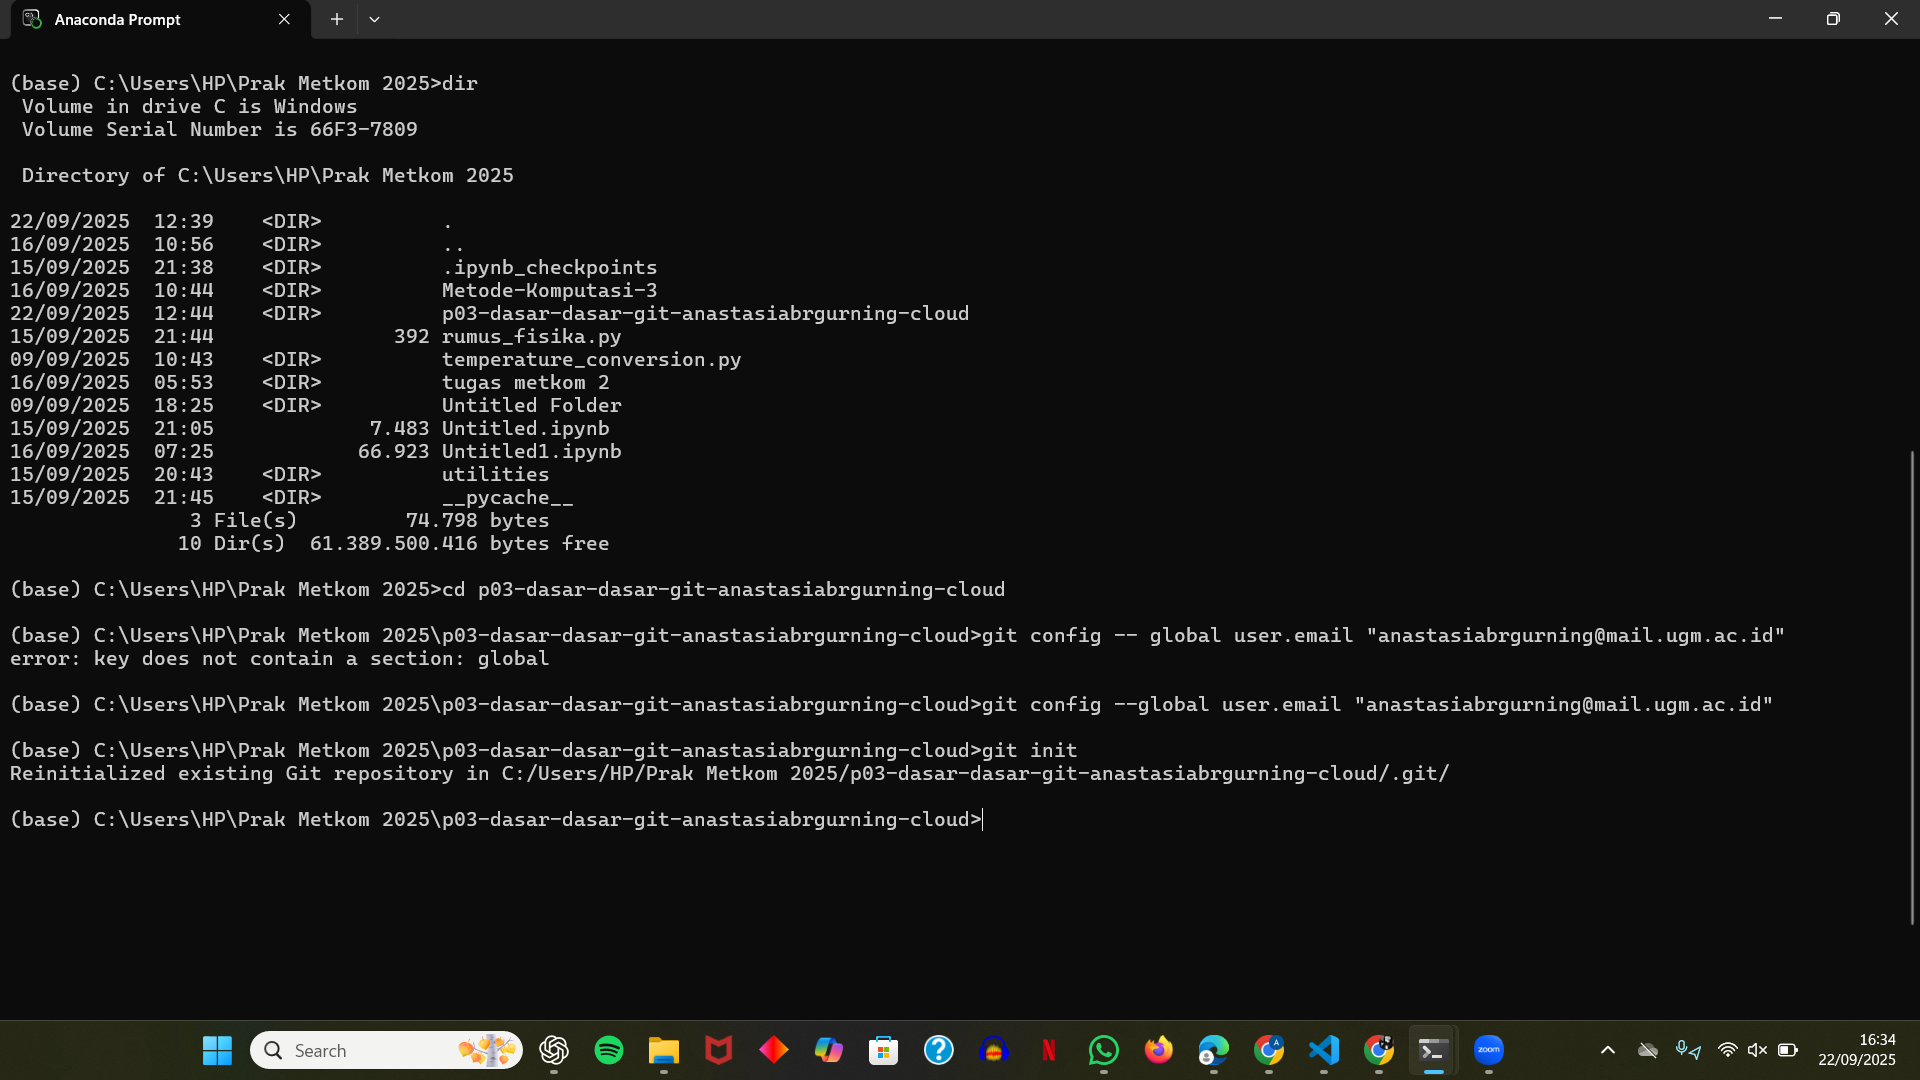 Anaconda Prompt
(base) C:\Users\HP\Prak Metkom 2025>dir
Volume in drive C is Windows
Volume Serial Number is 66F3-7809
Directory of C:\Users\HP\Prak Metkom 2025
22/09/2025  12:39    <DIR>          .
16/09/2025  10:56    <DIR>          ..
15/09/2025  21:38    <DIR>          .ipynb_checkpoints
16/09/2025  10:44    <DIR>          Metode-Komputasi-3
22/09/2025  12:44    <DIR>          p03-dasar-dasar-git-anastasiabrgurning-cloud
15/09/2025  21:44               392 rumus_fisika.py
09/09/2025  10:43    <DIR>          temperature_conversion.py
16/09/2025  05:53    <DIR>          tugas metkom 2
09/09/2025  18:25    <DIR>          Untitled Folder
15/09/2025  21:05             7.483 Untitled.ipynb
16/09/2025  07:25            66.923 Untitled1.ipynb
15/09/2025  20:43    <DIR>          utilities
15/09/2025  21:45    <DIR>          __pycache__
3 File(s)         74.798 bytes
10 Dir(s)  61.389.500.416 bytes free
(base) C:\Users\HP\Prak Metkom 2025>cd p03-dasar-dasar-git-anastasiabrgurning-cloud
(base) C:\Users\HP\Prak Metkom 2025\p03-dasar-dasar-git-anastasiabrgurning-cloud>git config -- global user.email "anastasiabrgurning@mail.ugm.ac.id"
error: key does not contain a section: global
(base) C:\Users\HP\Prak Metkom 2025\p03-dasar-dasar-git-anastasiabrgurning-cloud>git config --global user.email "anastasiabrgurning@mail.ugm.ac.id"
(base) C:\Users\HP\Prak Metkom 2025\p03-dasar-dasar-git-anastasiabrgurning-cloud>git init
Reinitialized existing Git repository in C:/Users/HP/Prak Metkom 2025/p03-dasar-dasar-git-anastasiabrgurning-cloud/.git/
(base) C:\Users\HP\Prak Metkom 2025\p03-dasar-dasar-git-anastasiabrgurning-cloud>
Search
N
A
zoom
16:34
22/09/2025